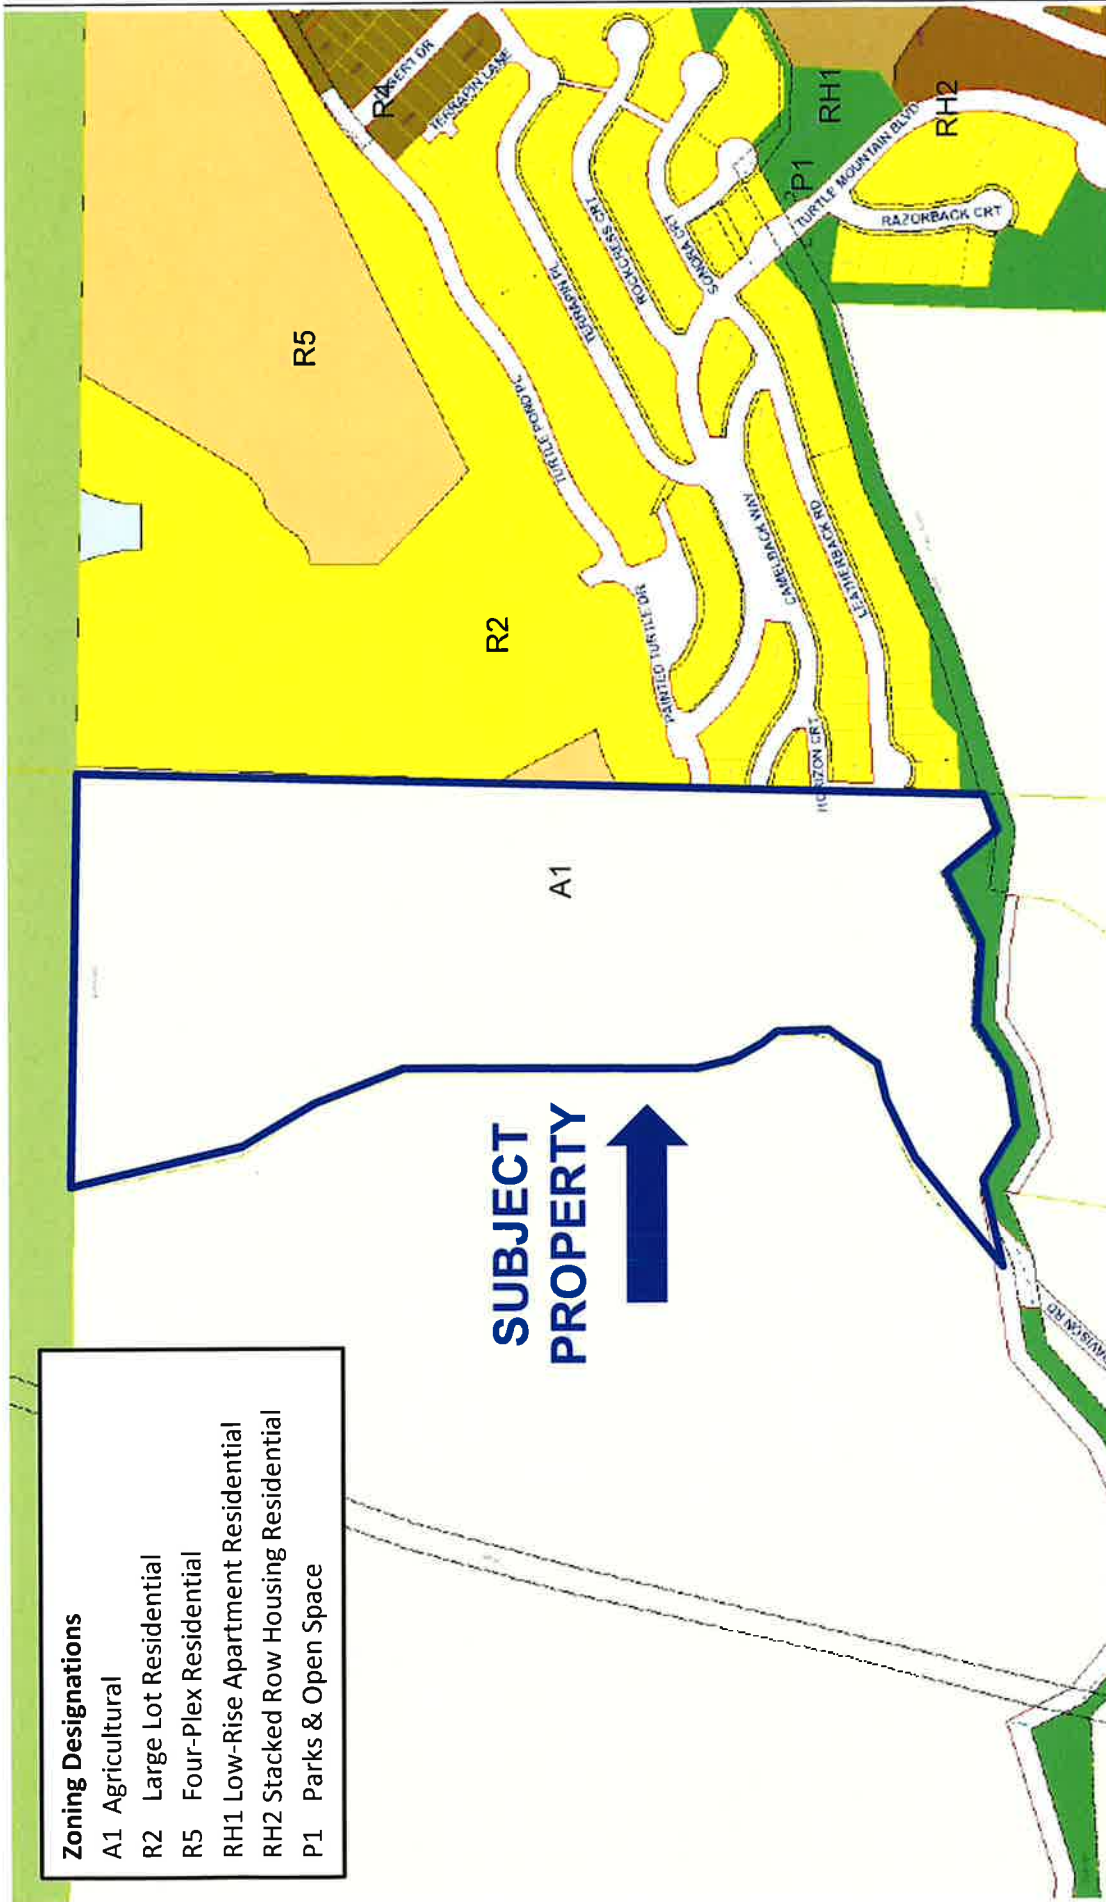 Zoning Designations
A1 Agricultural
R2 Large Lot Residential
R5 Four-Plex Residential
RH1 Low-Rise Apartment Residential
RH2 Stacked Row Housing Residential
P1 Parks & Open Space
SUBJECT
PROPERTY
A1
R2
R5
R4
RH1
RH2
P1
TERRAPIN LANE
TURTLE POND PL
TERRAPIN PL
ROCKCRESS CRT
SONORA CRT
TURTLE MOUNTAIN BLVD
RAZORBACK CRT
PAINTED TURTLE DR
CAMELBACK WAY
LEATHERBACK RD
HORIZON CRT